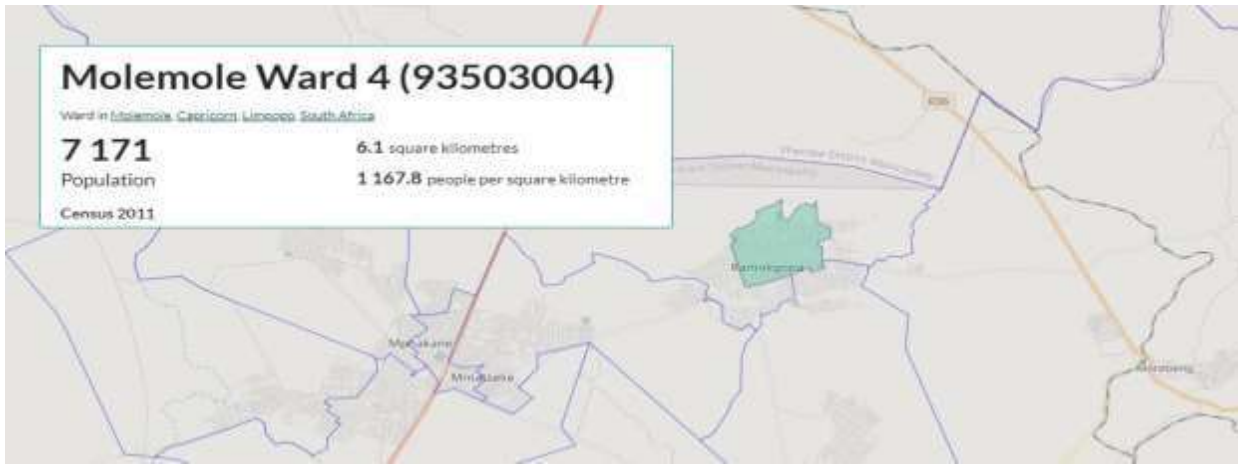 Molemole Ward 4 (93503004)
Ward in Molemole, Capricorn, Limpopo, South Africa
7 171
Population
6.1 square kilometres
1 167.8 people per square kilometre
Census 2011